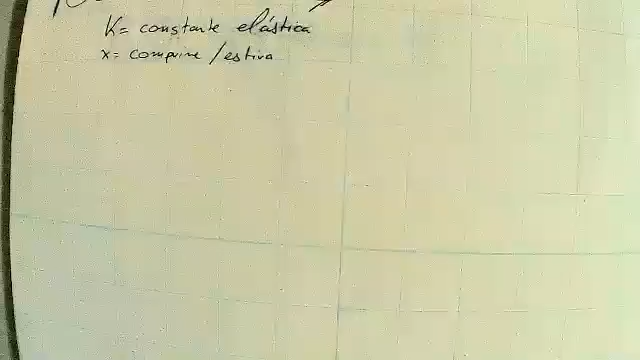 K= constante elástica
x= comprime / estira